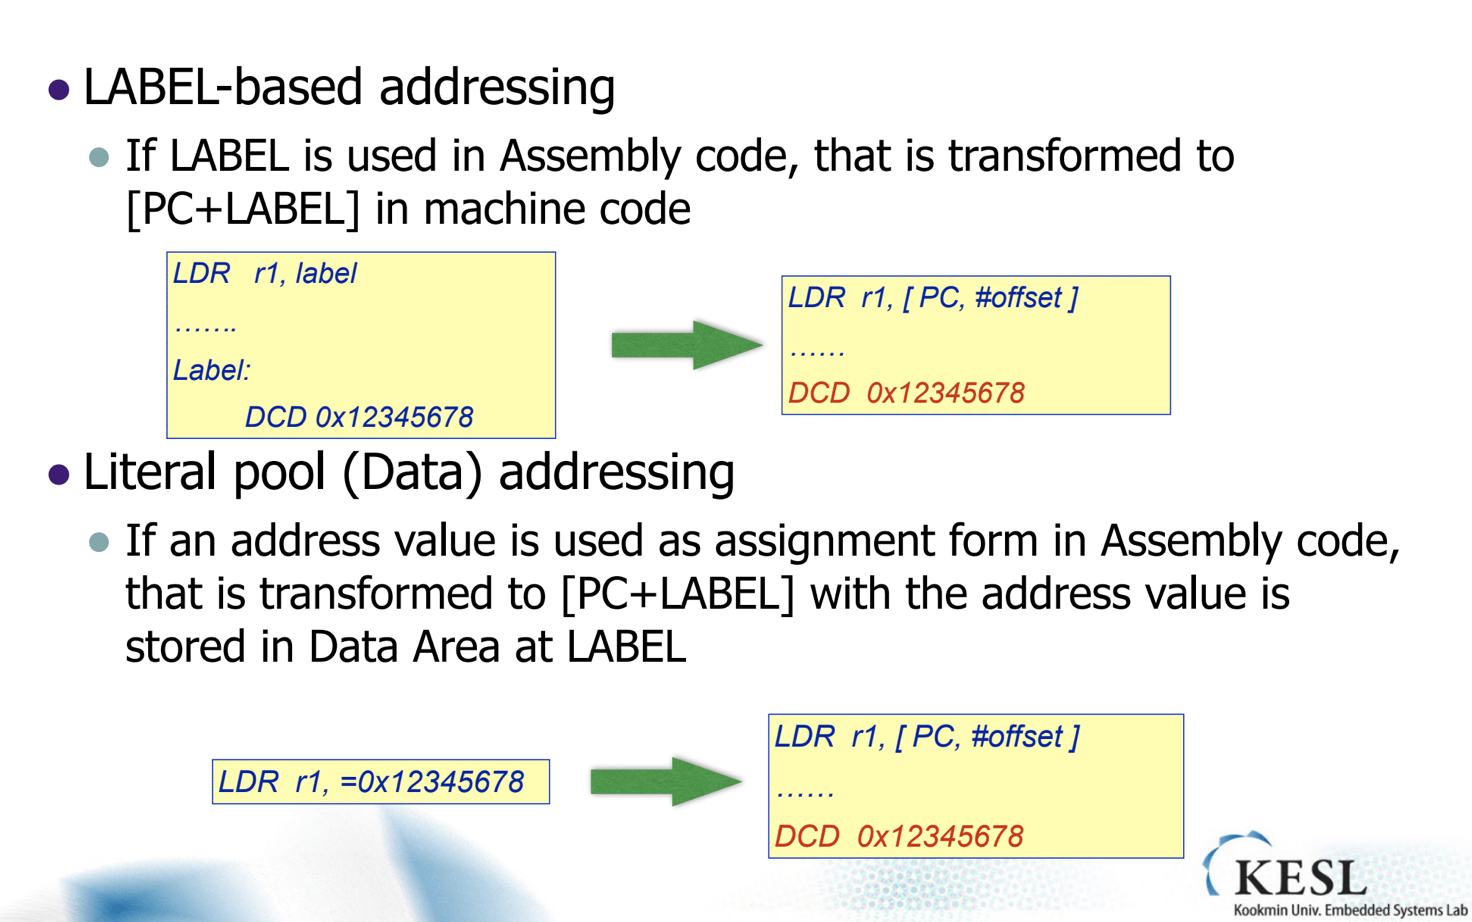 LABEL-based addressing
If LABEL is used in Assembly code, that is transformed to
[PC+LABEL] in machine code
LDR r1, label
.......
Label:
DCD 0x12345678
LDR r1, [ PC, #offset ]
......
DCD 0x12345678
Literal pool (Data) addressing
If an address value is used as assignment form in Assembly code,
that is transformed to [PC+LABEL] with the address value is
stored in Data Area at LABEL
LDR r1, =0x12345678
LDR r1, [ PC, #offset ]
......
DCD 0x12345678
KESL
Kookmin Univ. Embedded Systems Lab